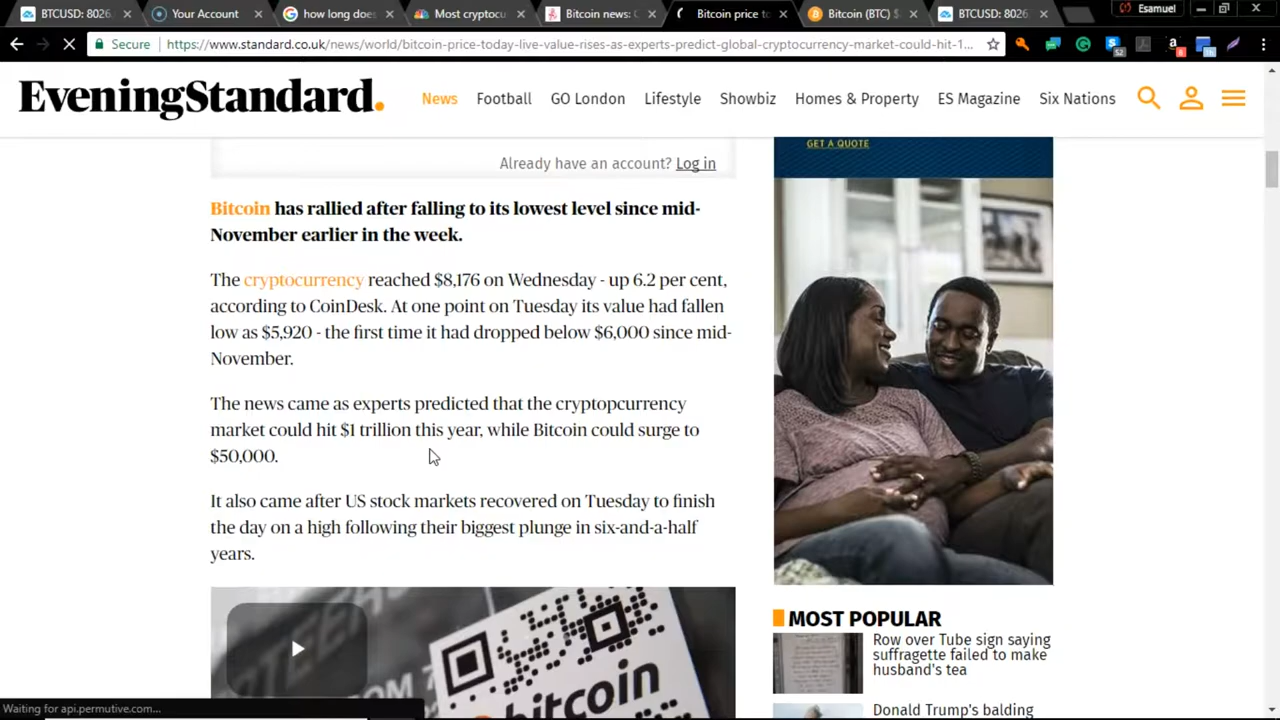 BTCUSD: 8026.
Your Account
how long doe
Most cryptoc
Bitcoin news: 
Bitcoin price to
Bitcoin (BTC) $
BTCUSD: 8026.
Esamuel
Secure
https://www.standard.co.uk/news/world/bitcoin-price-today-live-value-rises-as-experts-predict-global-cryptocurrency-market-could-hit-1...
EveningStandard.
News
Football
GO London
Lifestyle
Showbiz
Homes & Property
ES Magazine
Six Nations
GET A QUOTE
Already have an account? Log in
Bitcoin has rallied after falling to its lowest level since mid-
November earlier in the week.
The cryptocurrency reached $8,176 on Wednesday - up 6.2 per cent,
according to CoinDesk. At one point on Tuesday its value had fallen
low as $5,920 - the first time it had dropped below $6,000 since mid-
November.
The news came as experts predicted that the cryptopcurrency
market could hit $1 trillion this year, while Bitcoin could surge to
$50,000.
It also came after US stock markets recovered on Tuesday to finish
the day on a high following their biggest plunge in six-and-a-half
years.
bitcoin
MOST POPULAR
Row over Tube sign saying
suffragette failed to make
husband's tea
Donald Trump's balding
Waiting for api.permutive.com...